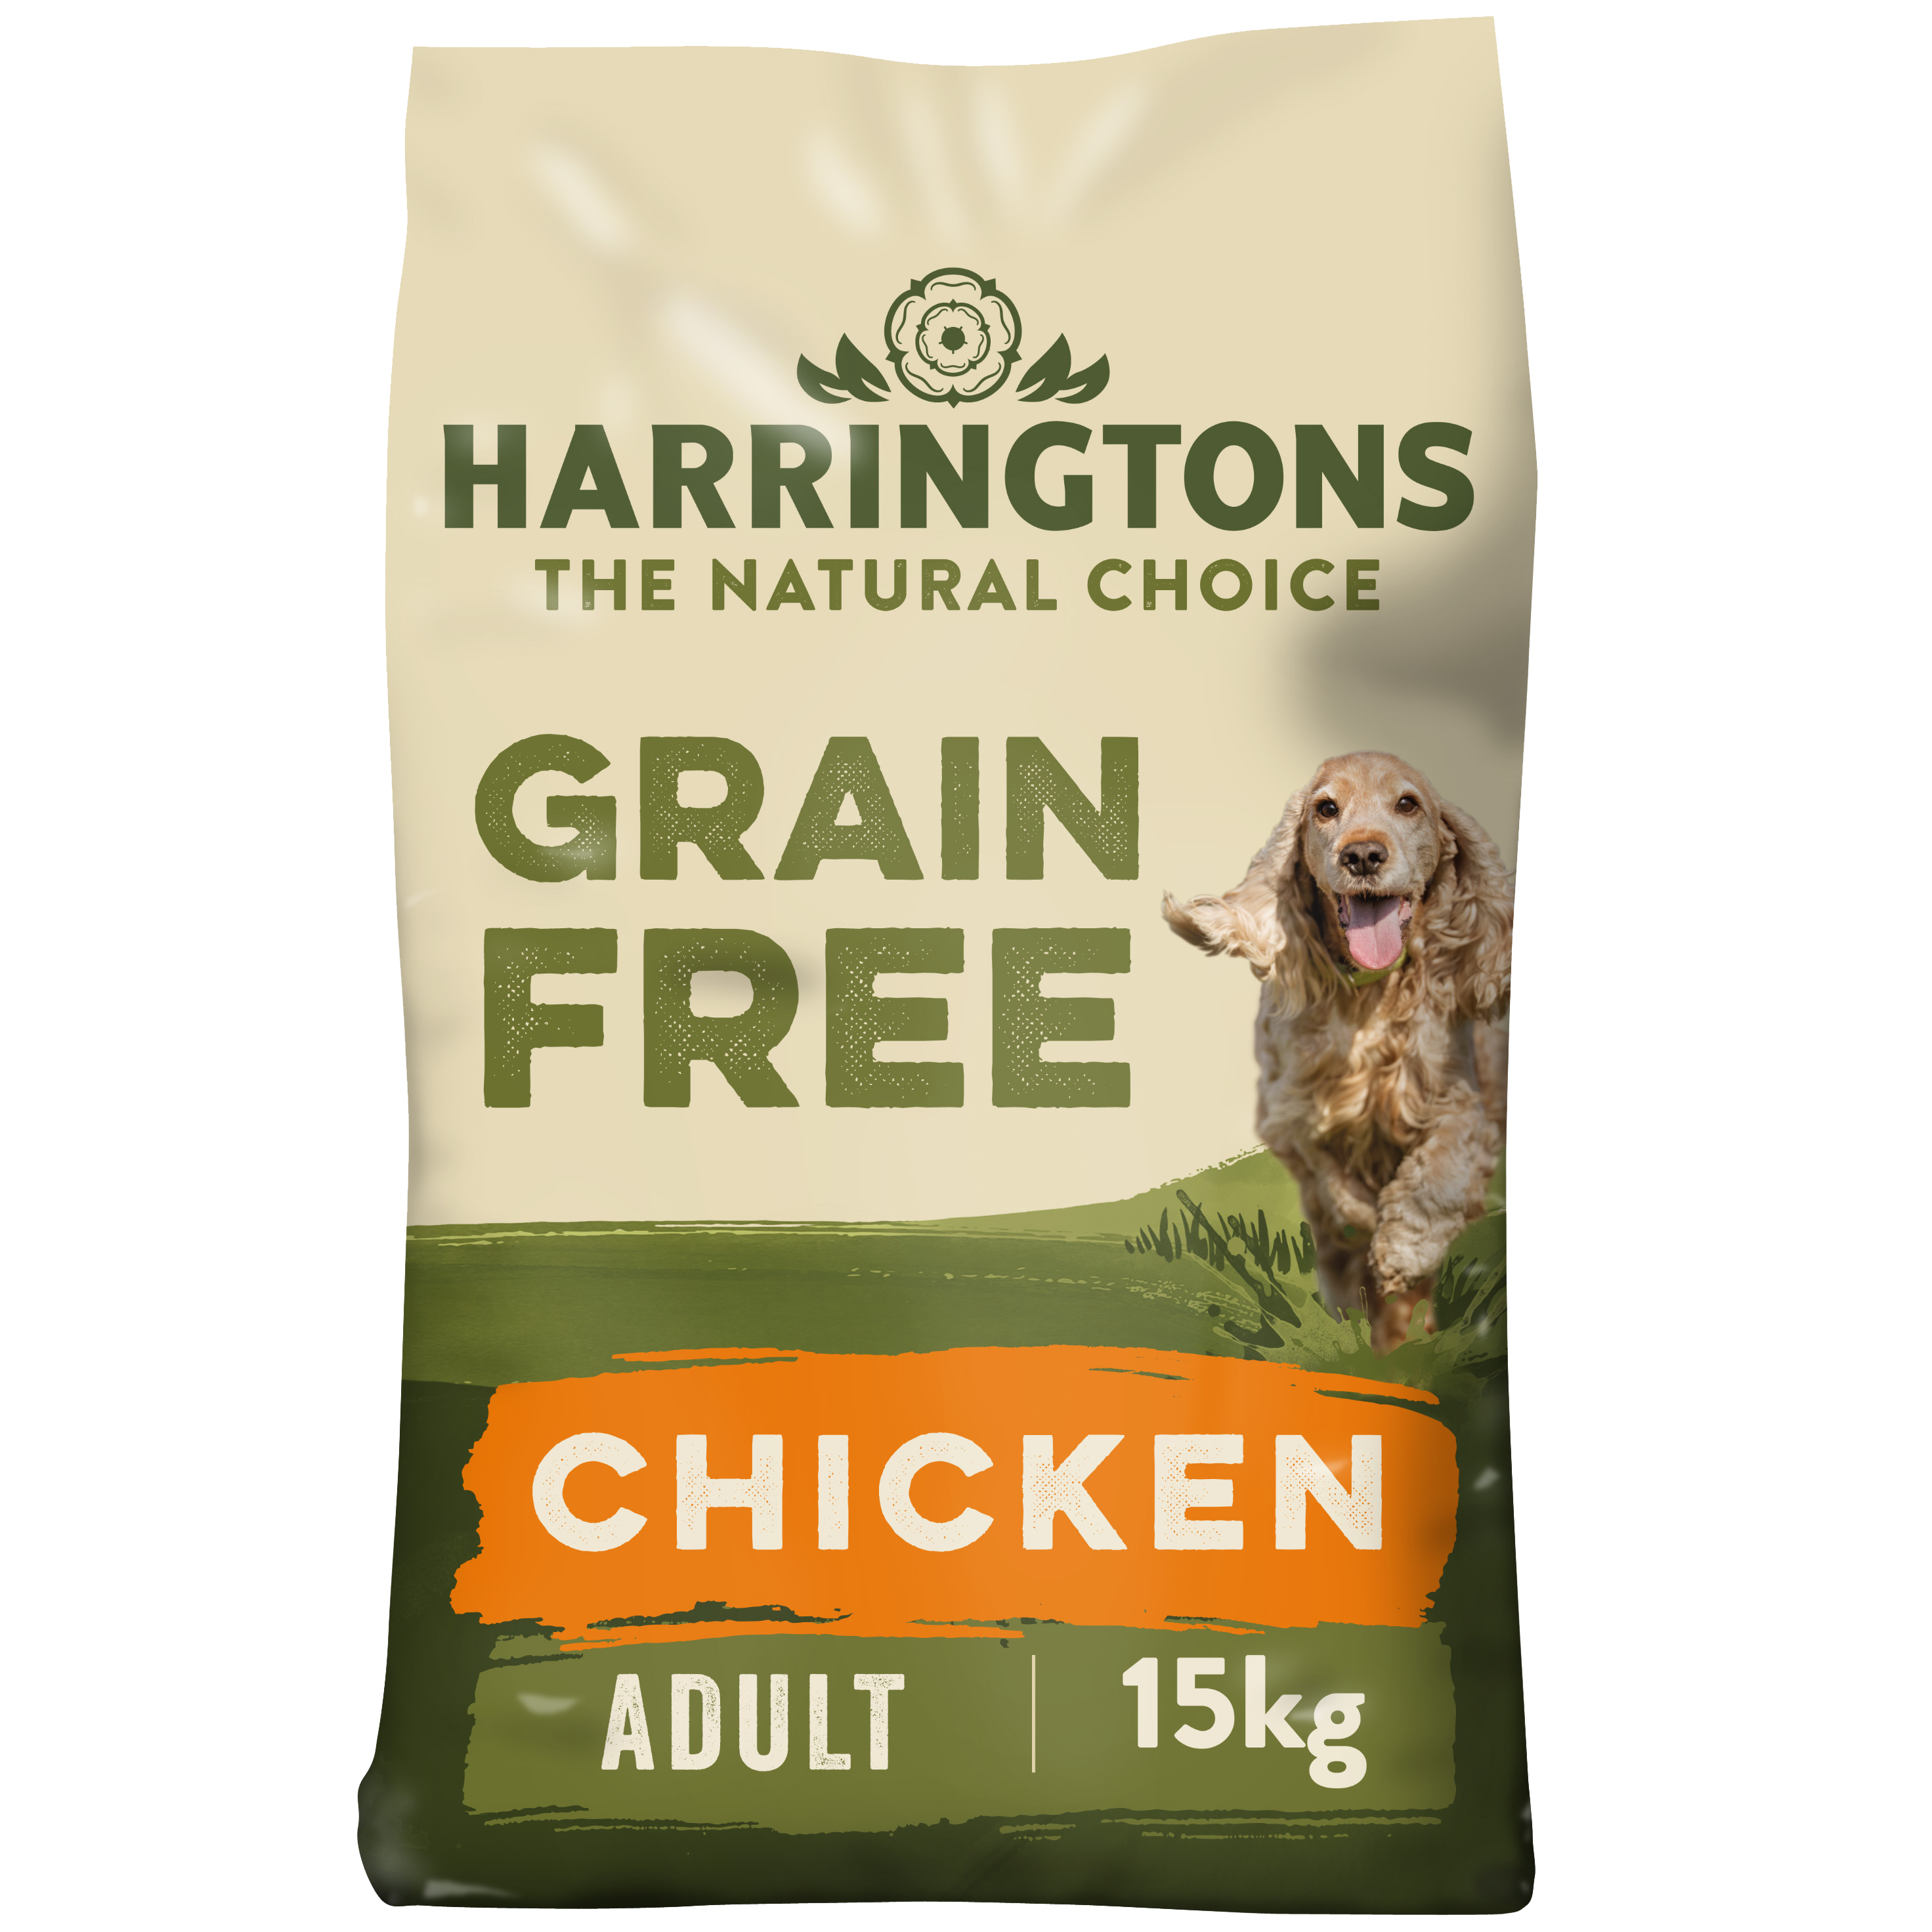 HARRINGTONS
THE NATURAL CHOICE
GRAIN
FREE
CHICKEN
ADULT
15kg